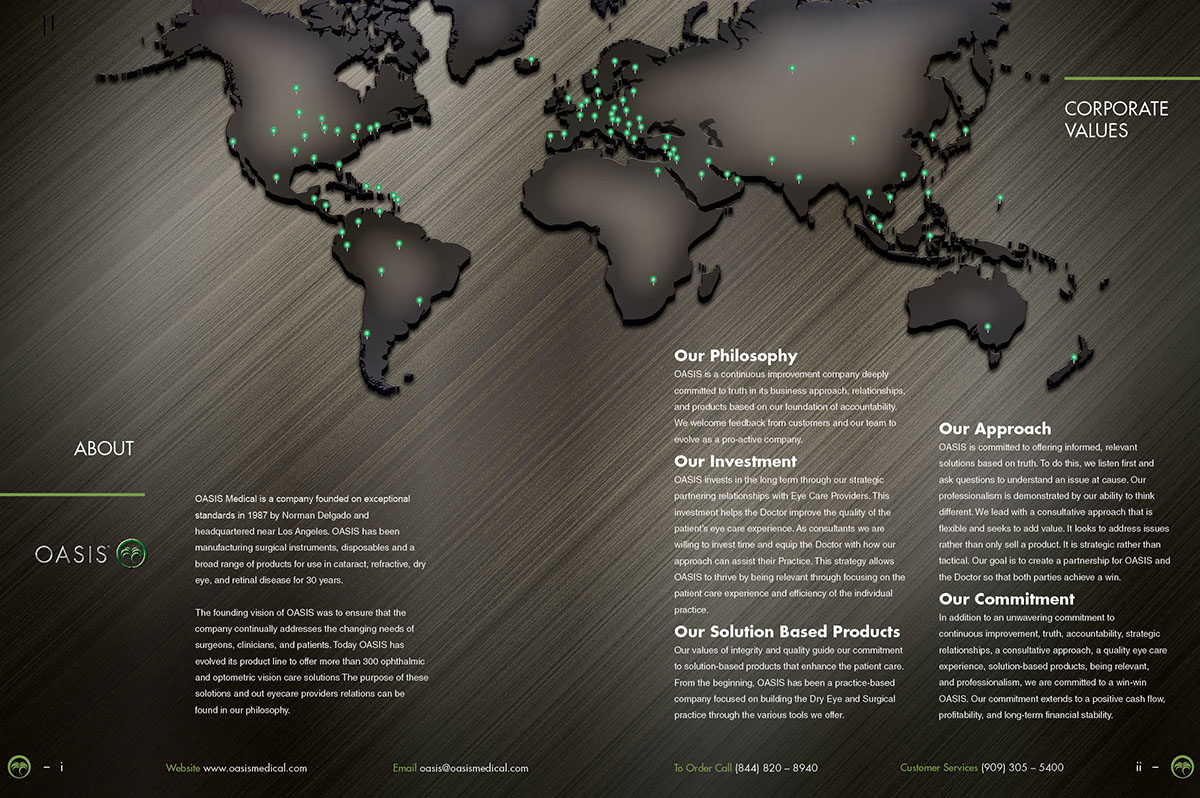 CORPORATE
VALUES
ABOUT
OASIS®
OASIS Medical is a company founded on exceptional
standards in 1987 by Norman Delgado and
headquartered near Los Angeles. OASIS has been
manufacturing surgical instruments, disposables and a
broad range of products for use in cataract, refractive, dry
eye, and retinal disease for 30 years.
The founding vision of OASIS was to ensure that the
company continually addresses the changing needs of
surgeons, clinicians, and patients. Today OASIS has
evolved its product line to offer more than 300 ophthalmic
and optometric vision care solutions The purpose of these
solotions and out eyecare providers relations can be
found in our philosophy.
Our Philosophy
OASIS is a continuous improvement company deeply
committed to truth in its business approach, relationships,
and products based on our foundation of accountability.
We welcome feedback from customers and our team to
evolve as a pro-active company.
Our Investment
OASIS invests in the long term through our strategic
partnering relationships with Eye Care Providers. This
investment helps the Doctor improve the quality of the
patient's eye care experience. As consultants we are
willing to invest time and equip the Doctor with how our
approach can assist their Practice. This strategy allows
OASIS to thrive by being relevant through focusing on the
patient care experience and efficiency of the individual
practice.
Our Solution Based Products
Our values of integrity and quality guide our commitment
to solution-based products that enhance the patient care.
From the beginning, OASIS has been a practice-based
company focused on building the Dry Eye and Surgical
practice through the various tools we offer.
Our Approach
OASIS is committed to offering informed, relevant
solutions based on truth. To do this, we listen first and
ask questions to understand an issue at cause. Our
professionalism is demonstrated by our ability to think
different. We lead with a consultative approach that is
flexible and seeks to add value. It looks to address issues
rather than only sell a product. It is strategic rather than
tactical. Our goal is to create a partnership for OASIS and
the Doctor so that both parties achieve a win.
Our Commitment
In addition to an unwavering commitment to
continuous improvement, truth, accountability, strategic
relationships, a consultative approach, a quality eye care
experience, solution-based products, being relevant,
and professionalism, we are committed to a win-win
OASIS. Our commitment extends to a positive cash flow,
profitability, and long-term financial stability.
– i
Website www.oasismedical.com
Email oasis@oasismedical.com
To Order Call (844) 820 – 8940
Customer Services (909) 305 – 5400
ii –